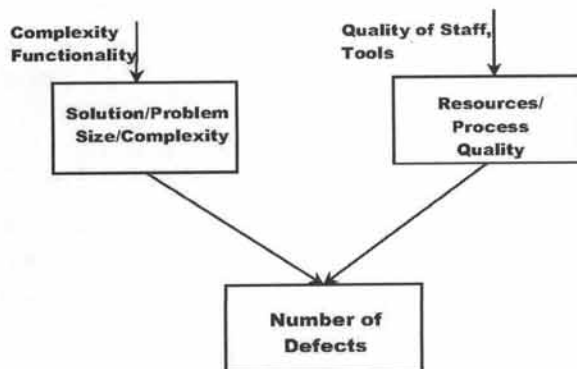 Complexity
Functionality
Quality of Staff,
Tools
Solution/Problem
Size/Complexity
Resources/
Process
Quality
Number of
Defects